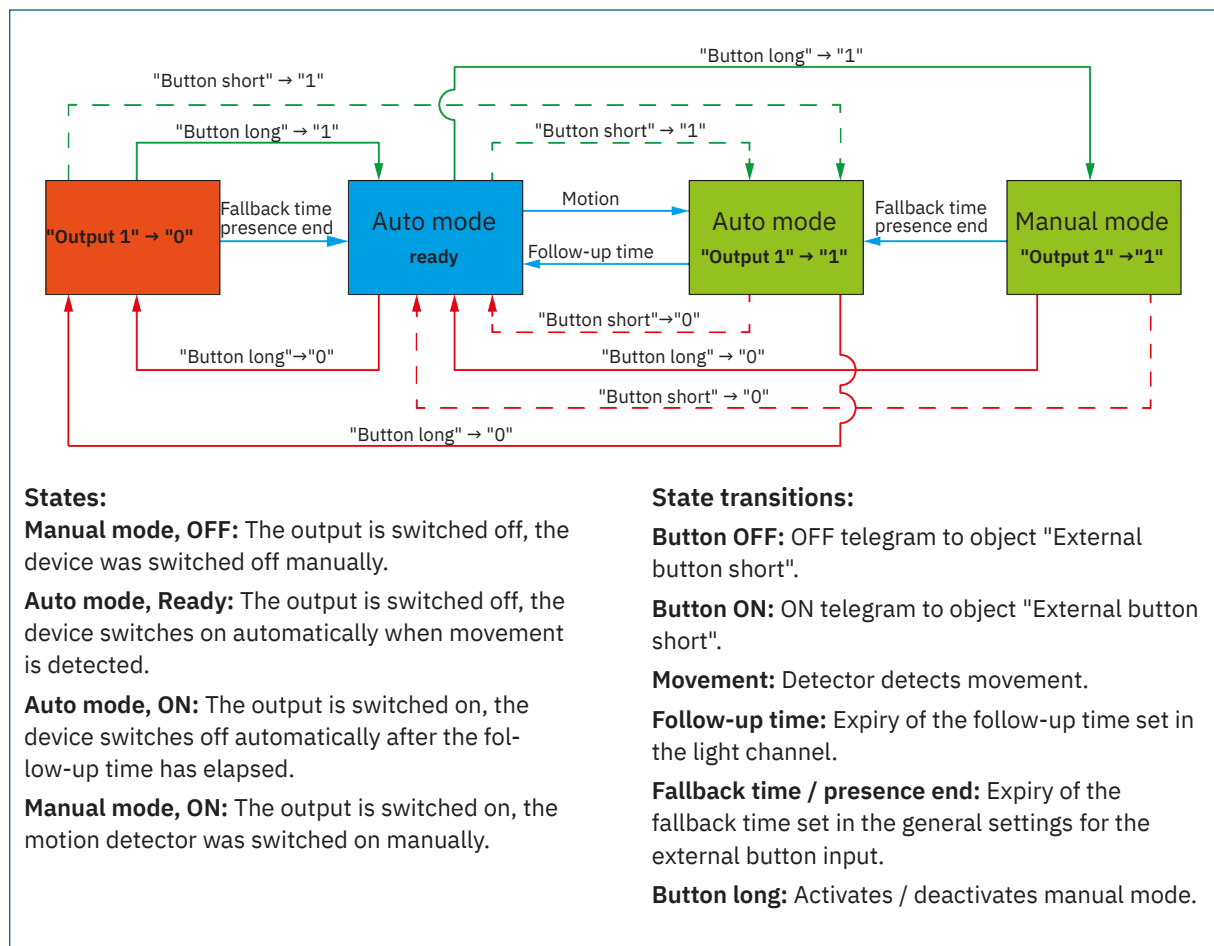 "Button long" → "1"
"Button short" → "1"
"Button long" → "1"
"Button short" → "1"
"Output 1" → "0"
Fallback time
presence end
Auto mode
ready
Motion
Follow-up time
Auto mode
"Output 1" → "1"
Fallback time
presence end
Manual mode
"Output 1" →"1"
"Button short"→"0"
"Button long"→"0"
"Button long" → "0"
"Button short" → "0"
"Button long" → "0"
States:
Manual mode, OFF: The output is switched off, the
device was switched off manually.
Auto mode, Ready: The output is switched off, the
device switches on automatically when movement
is detected.
Auto mode, ON: The output is switched on, the
device switches off automatically after the fol-
low-up time has elapsed.
Manual mode, ON: The output is switched on, the
motion detector was switched on manually.
State transitions:
Button OFF: OFF telegram to object "External
button short".
Button ON: ON telegram to object "External button
short".
Movement: Detector detects movement.
Follow-up time: Expiry of the follow-up time set in
the light channel.
Fallback time / presence end: Expiry of the
fallback time set in the general settings for the
external button input.
Button long: Activates / deactivates manual mode.